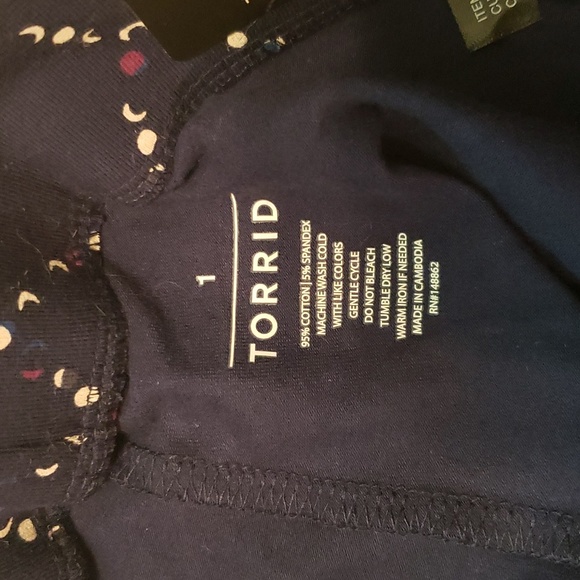 1
TORRID
95% COTTON | 5% SPANDEX
MACHINE WASH COLD
WITH LIKE COLORS
GENTLE CYCLE
DO NOT BLEACH
TUMBLE DRY LOW
WARM IRON IF NEEDED
MADE IN CAMBODIA
RN#148862
ITEM